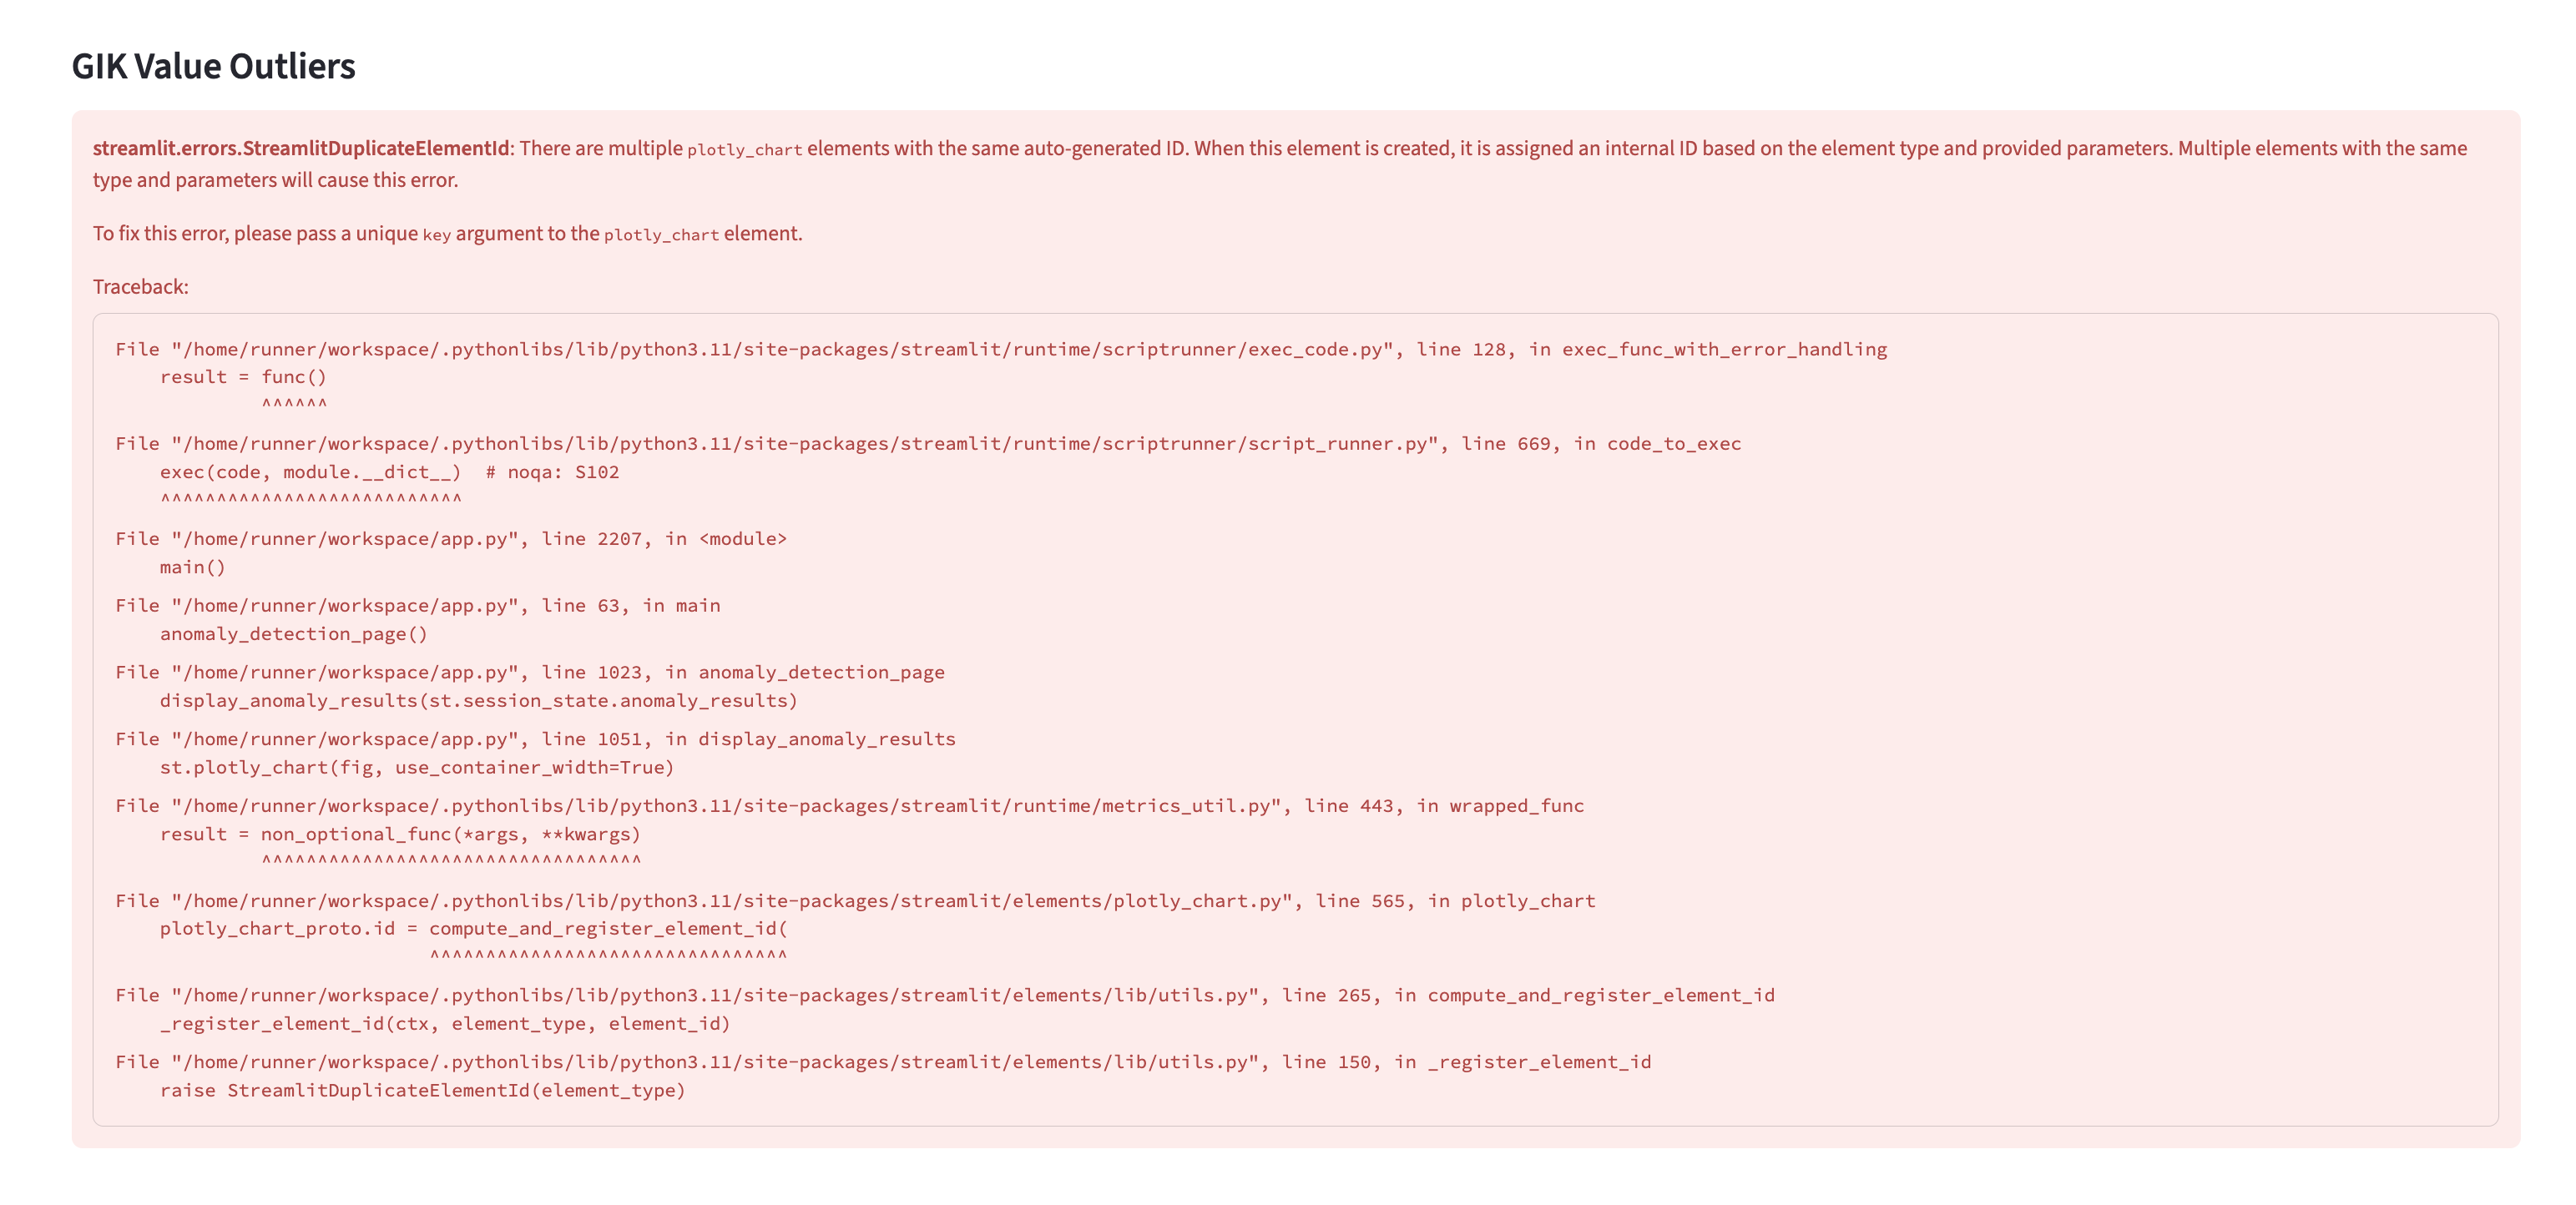 GIK Value Outliers
streamlit.errors.StreamlitDuplicateElementId: There are multiple plotly_chart elements with the same auto-generated ID. When this element is created, it is assigned an internal ID based on the element type and provided parameters. Multiple elements with the same
type and parameters will cause this error.
To fix this error, please pass a unique key argument to the plotly_chart element.
Traceback:
File "/home/runner/workspace/.pythonlibs/lib/python3.11/site-packages/streamlit/runtime/scriptrunner/exec_code.py", line 128, in exec_func_with_error_handling
    result = func()
             ^^^^^^
File "/home/runner/workspace/.pythonlibs/lib/python3.11/site-packages/streamlit/runtime/scriptrunner/script_runner.py", line 669, in code_to_exec
    exec(code, module.__dict__)  # noqa: S102
    ^^^^^^^^^^^^^^^^^^^^^^^^^^^
File "/home/runner/workspace/app.py", line 2207, in <module>
    main()
File "/home/runner/workspace/app.py", line 63, in main
    anomaly_detection_page()
File "/home/runner/workspace/app.py", line 1023, in anomaly_detection_page
    display_anomaly_results(st.session_state.anomaly_results)
File "/home/runner/workspace/app.py", line 1051, in display_anomaly_results
    st.plotly_chart(fig, use_container_width=True)
File "/home/runner/workspace/.pythonlibs/lib/python3.11/site-packages/streamlit/runtime/metrics_util.py", line 443, in wrapped_func
    result = non_optional_func(*args, **kwargs)
             ^^^^^^^^^^^^^^^^^^^^^^^^^^^^^^^^^^
File "/home/runner/workspace/.pythonlibs/lib/python3.11/site-packages/streamlit/elements/plotly_chart.py", line 565, in plotly_chart
    plotly_chart_proto.id = compute_and_register_element_id(
                            ^^^^^^^^^^^^^^^^^^^^^^^^^^^^^^^^
File "/home/runner/workspace/.pythonlibs/lib/python3.11/site-packages/streamlit/elements/lib/utils.py", line 265, in compute_and_register_element_id
    _register_element_id(ctx, element_type, element_id)
File "/home/runner/workspace/.pythonlibs/lib/python3.11/site-packages/streamlit/elements/lib/utils.py", line 150, in _register_element_id
    raise StreamlitDuplicateElementId(element_type)